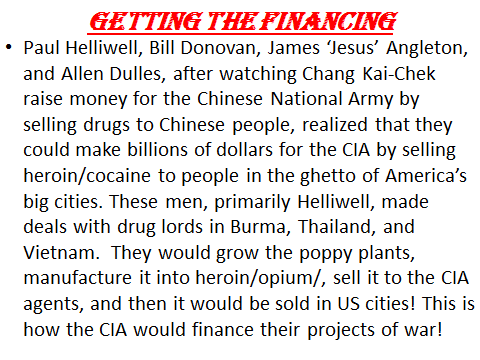 GETTING THE FINANCING
• Paul Helliwell, Bill Donovan, James ‘Jesus’ Angleton,
and Allen Dulles, after watching Chang Kai-Chek
raise money for the Chinese National Army by
selling drugs to Chinese people, realized that they
could make billions of dollars for the CIA by selling
heroin/cocaine to people in the ghetto of America’s
big cities. These men, primarily Helliwell, made
deals with drug lords in Burma, Thailand, and
Vietnam.  They would grow the poppy plants,
manufacture it into heroin/opium/, sell it to the CIA
agents, and then it would be sold in US cities! This is
how the CIA would finance their projects of war!